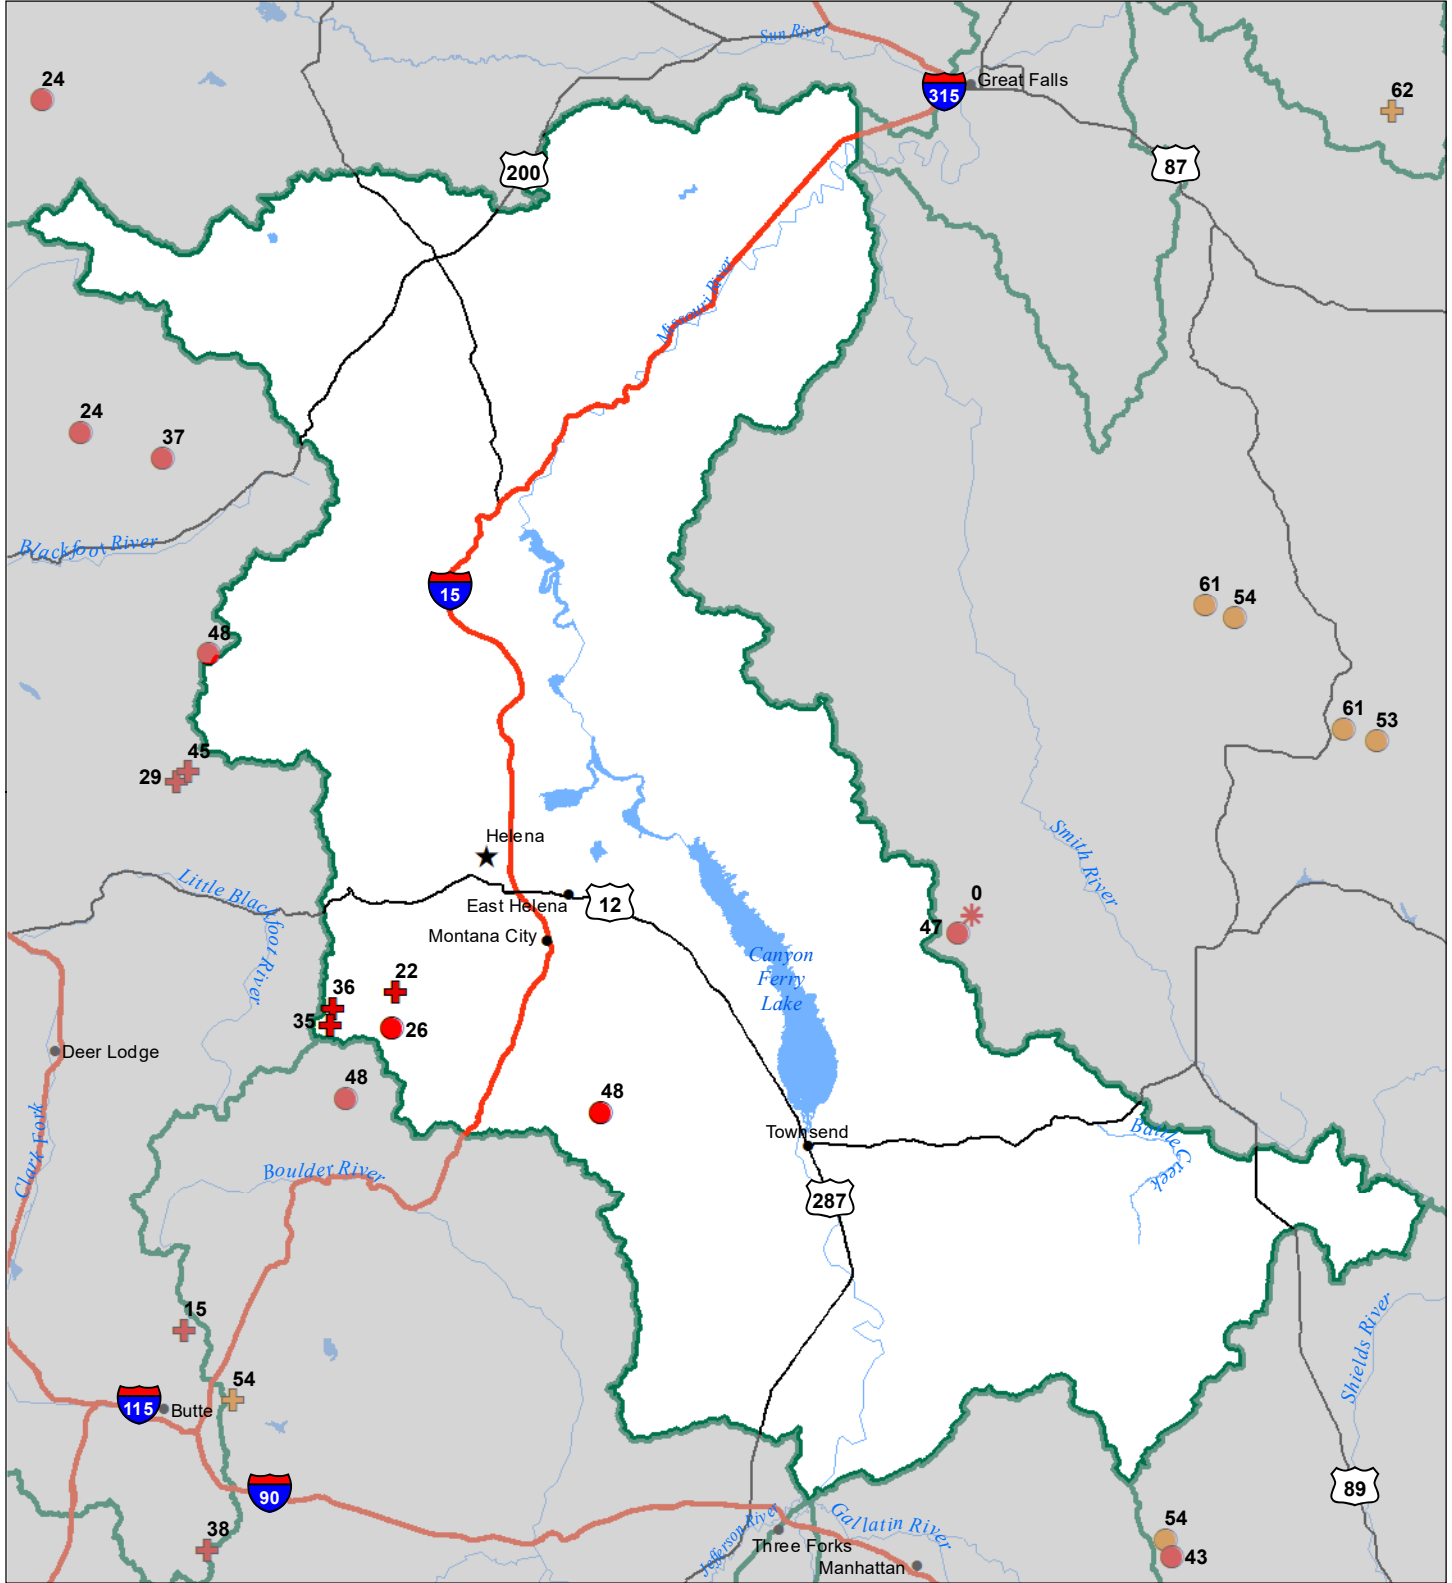 Sun River
24
315
Great Falls
62
200
87
Missouri River
24
37
Blackfoot River
15
61
54
48
61
53
45
29
Helena
Smith River
Little Blackfoot River
0
12
East Helena
47
Montana City
Canyon
Ferry
Lake
22
36
35
26
Deer Lodge
48
48
Clark Fork
Townsend
Battle Creek
Boulder River
287
15
Shields River
54
115
Butte
90
89
Jefferson River
Gallatin River
54
38
Three Forks
43
Manhattan